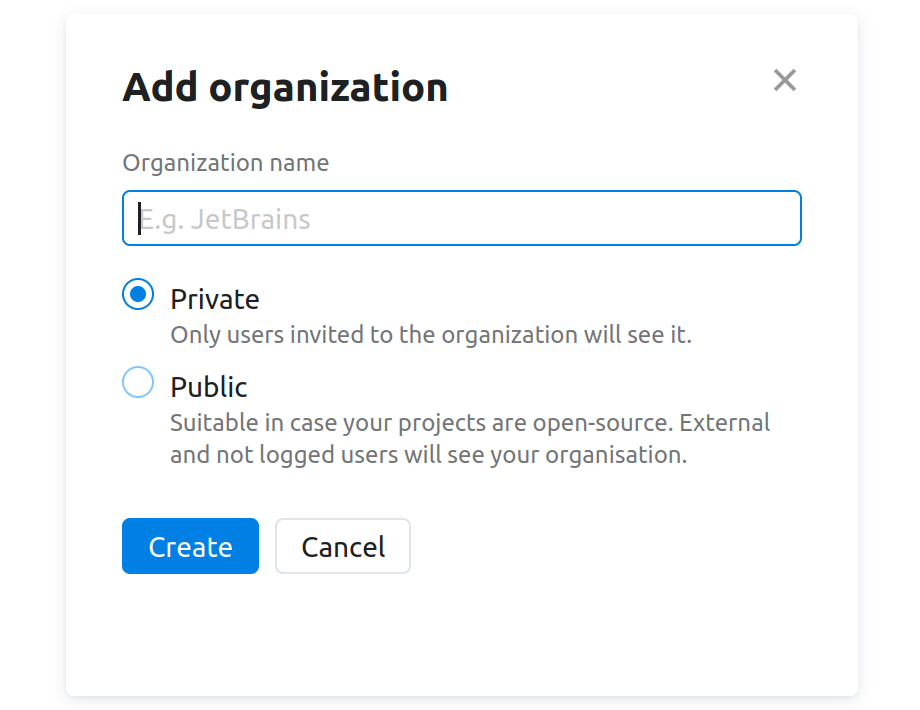 Add organization
Organization name
E.g. JetBrains
Private
Only users invited to the organization will see it.
Public
Suitable in case your projects are open-source. External
and not logged users will see your organisation.
Create
Cancel